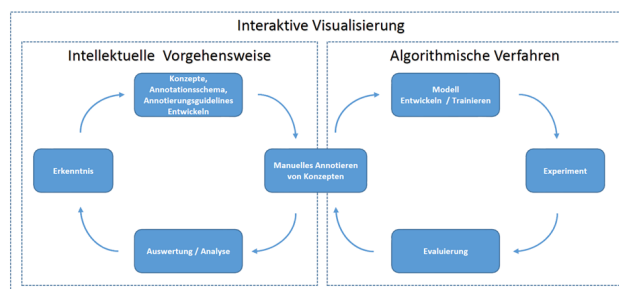 Interaktive Visualisierung
Intellektuelle Vorgehensweise
Algorithmische Verfahren
Konzepte,
Annotationsschema,
Annotierungsguidelines
Entwickeln
Modell
Entwickeln / Trainieren
Erkenntnis
Manuelles Annotieren
von Konzepten
Experiment
Auswertung / Analyse
Evaluierung